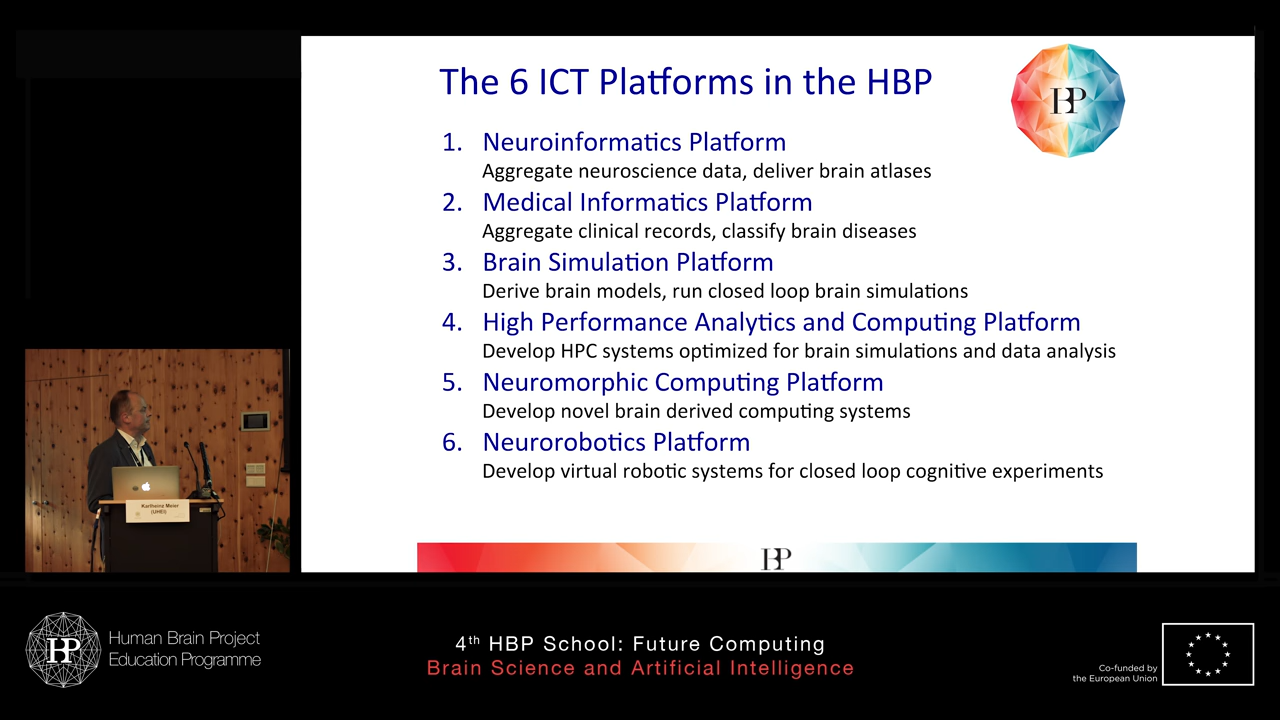 The 6 ICT Platforms in the HBP
HBP
1. Neuroinformatics Platform
Aggregate neuroscience data, deliver brain atlases
2. Medical Informatics Platform
Aggregate clinical records, classify brain diseases
3. Brain Simulation Platform
Derive brain models, run closed loop brain simulations
4. High Performance Analytics and Computing Platform
Develop HPC systems optimized for brain simulations and data analysis
5. Neuromorphic Computing Platform
Develop novel brain derived computing systems
6. Neurorobotics Platform
Develop virtual robotic systems for closed loop cognitive experiments
HBP
Karlheinz Meier
(UHEI)
HBP
Human Brain Project
Education Programme
4th HBP School: Future Computing
Brain Science and Artificial Intelligence
Co-funded by
the European Union